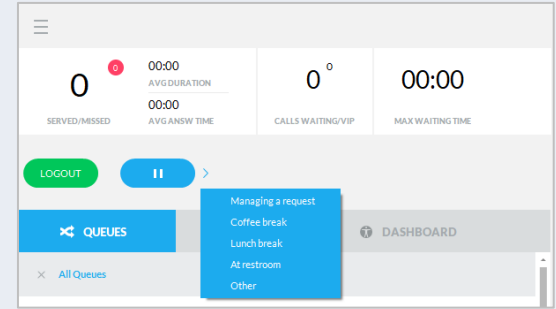 0 0 00:00
AVG DURATION
00:00
SERVED/MISSED AVG ANSW TIME
0 0
CALLS WAITING/VIP
00:00
MAX WAITING TIME
LOGOUT
Managing a request
Coffee break
Lunch break
At restroom
Other
QUEUES
DASHBOARD
All Queues